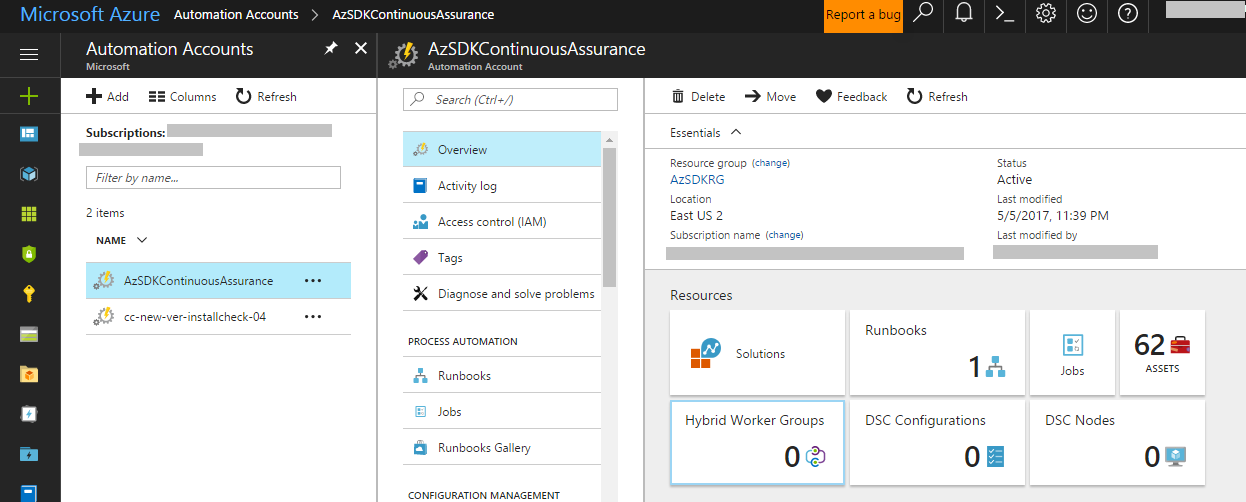 Microsoft Azure Automation Accounts > AzSDKContinuousAssurance
Report a bug
Automation Accounts
Microsoft
Add Columns Refresh
Subscriptions:
Filter by name...
2 items
NAME
AzSDKContinuousAssurance ...
cc-new-ver-installcheck-04 ...
AzSDKContinuousAssurance
Automation Account
Search (Ctrl+/)
Overview
Activity log
Access control (IAM)
Tags
Diagnose and solve problems
PROCESS AUTOMATION
Runbooks
Jobs
Runbooks Gallery
CONFIGURATION MANAGEMENT
Delete Move Feedback Refresh
Essentials
Resource group (change)
AzSDKRG
Location
East US 2
Subscription name (change)
Status
Active
Last modified
5/5/2017, 11:39 PM
Last modified by
Resources
Solutions
Runbooks
1
Jobs
62
ASSETS
Hybrid Worker Groups
0
DSC Configurations
0
DSC Nodes
0